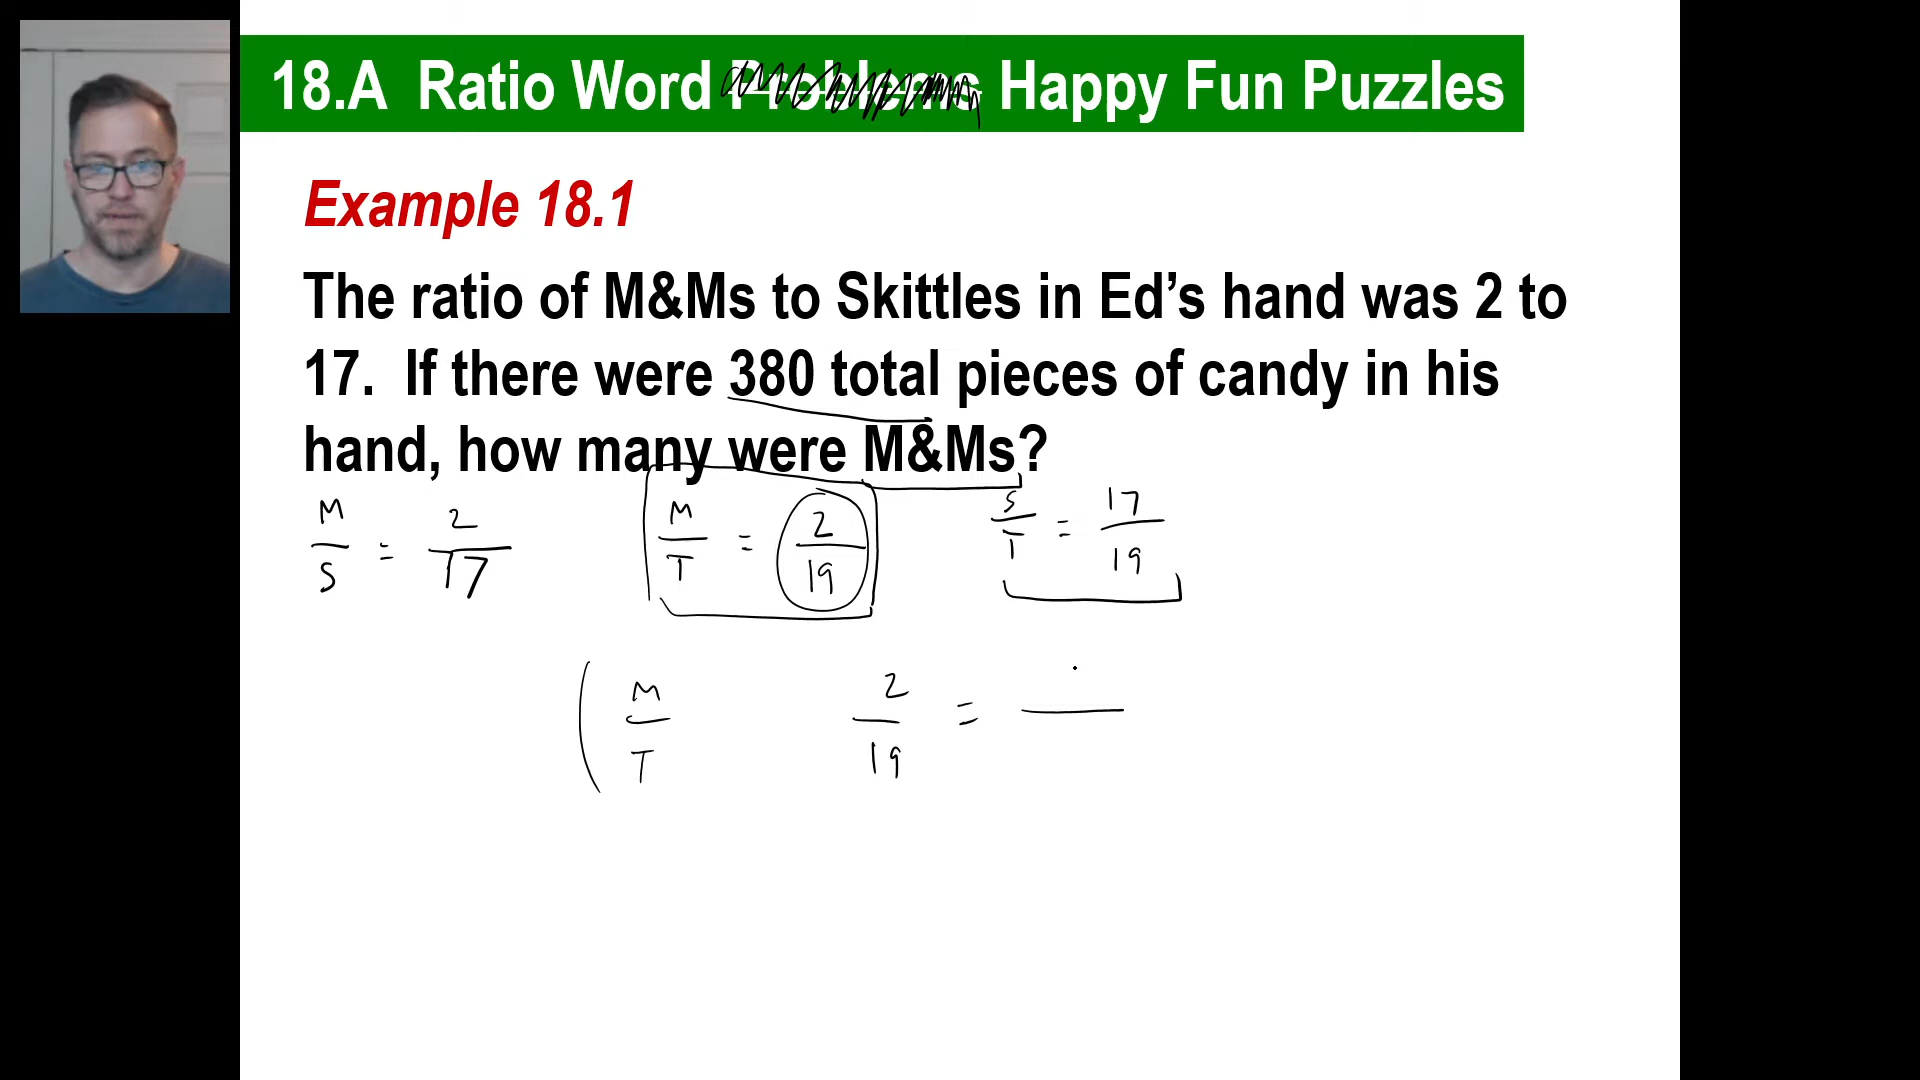 18.A Ratio Word Problems Happy Fun Puzzles
Example 18.1
The ratio of M&Ms to Skittles in Ed’s hand was 2 to
17. If there were 380 total pieces of candy in his
hand, how many were M&Ms?
M/S = 2/17 M/T = 2/19 S/T = 17/19
( M/T 2/19 =